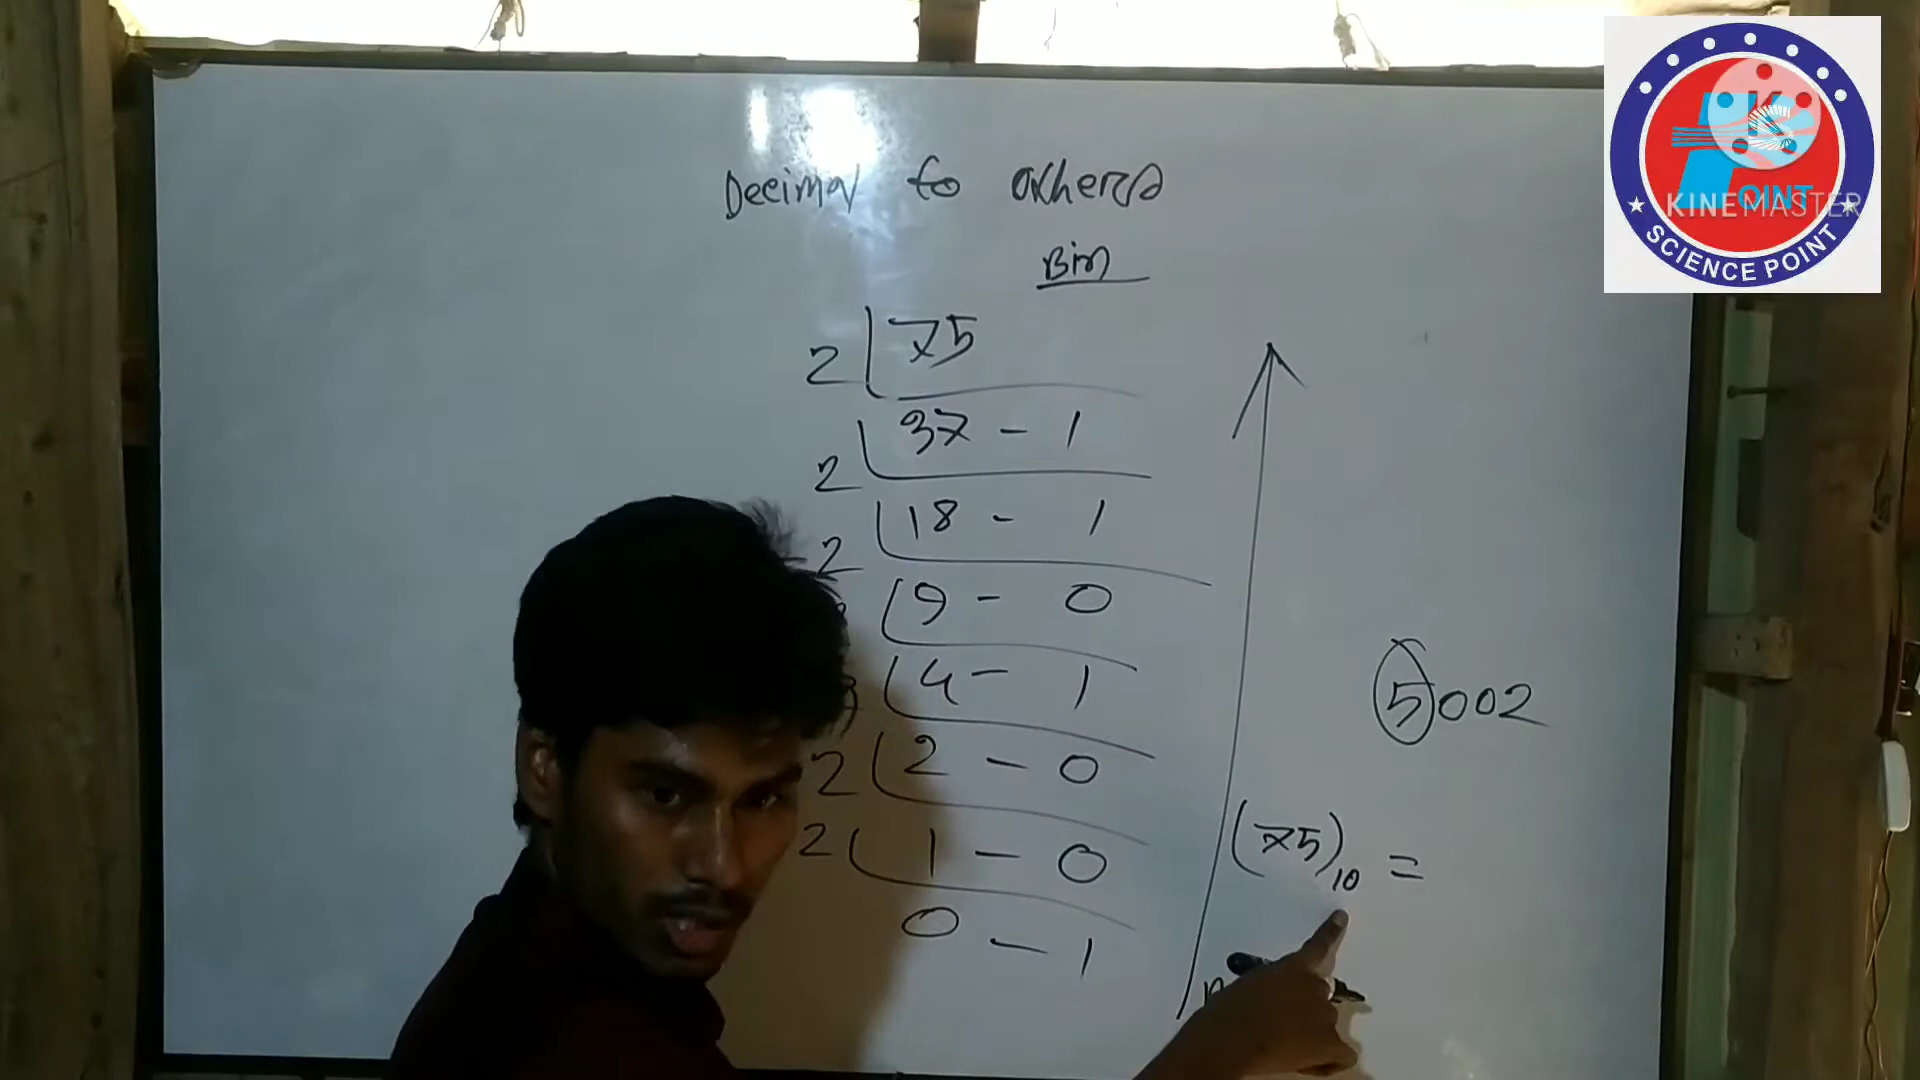 Decimal to others
Bin
2 75
2 37 - 1
2 18 - 1
9 - 0
4 - 1
2 2 - 0
2 1 - 0
0 - 1
5002
(75)10 =
KINEMASTER
POINT
SCIENCE POINT